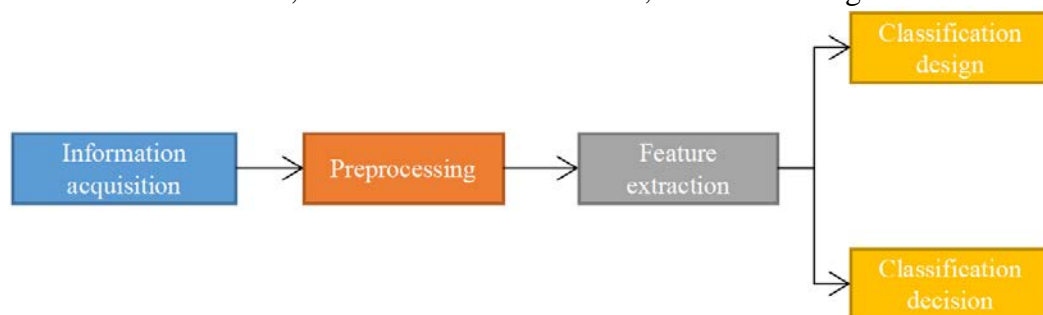 Information
acquisition
Preprocessing
Feature
extraction
Classification
design
Classification
decision